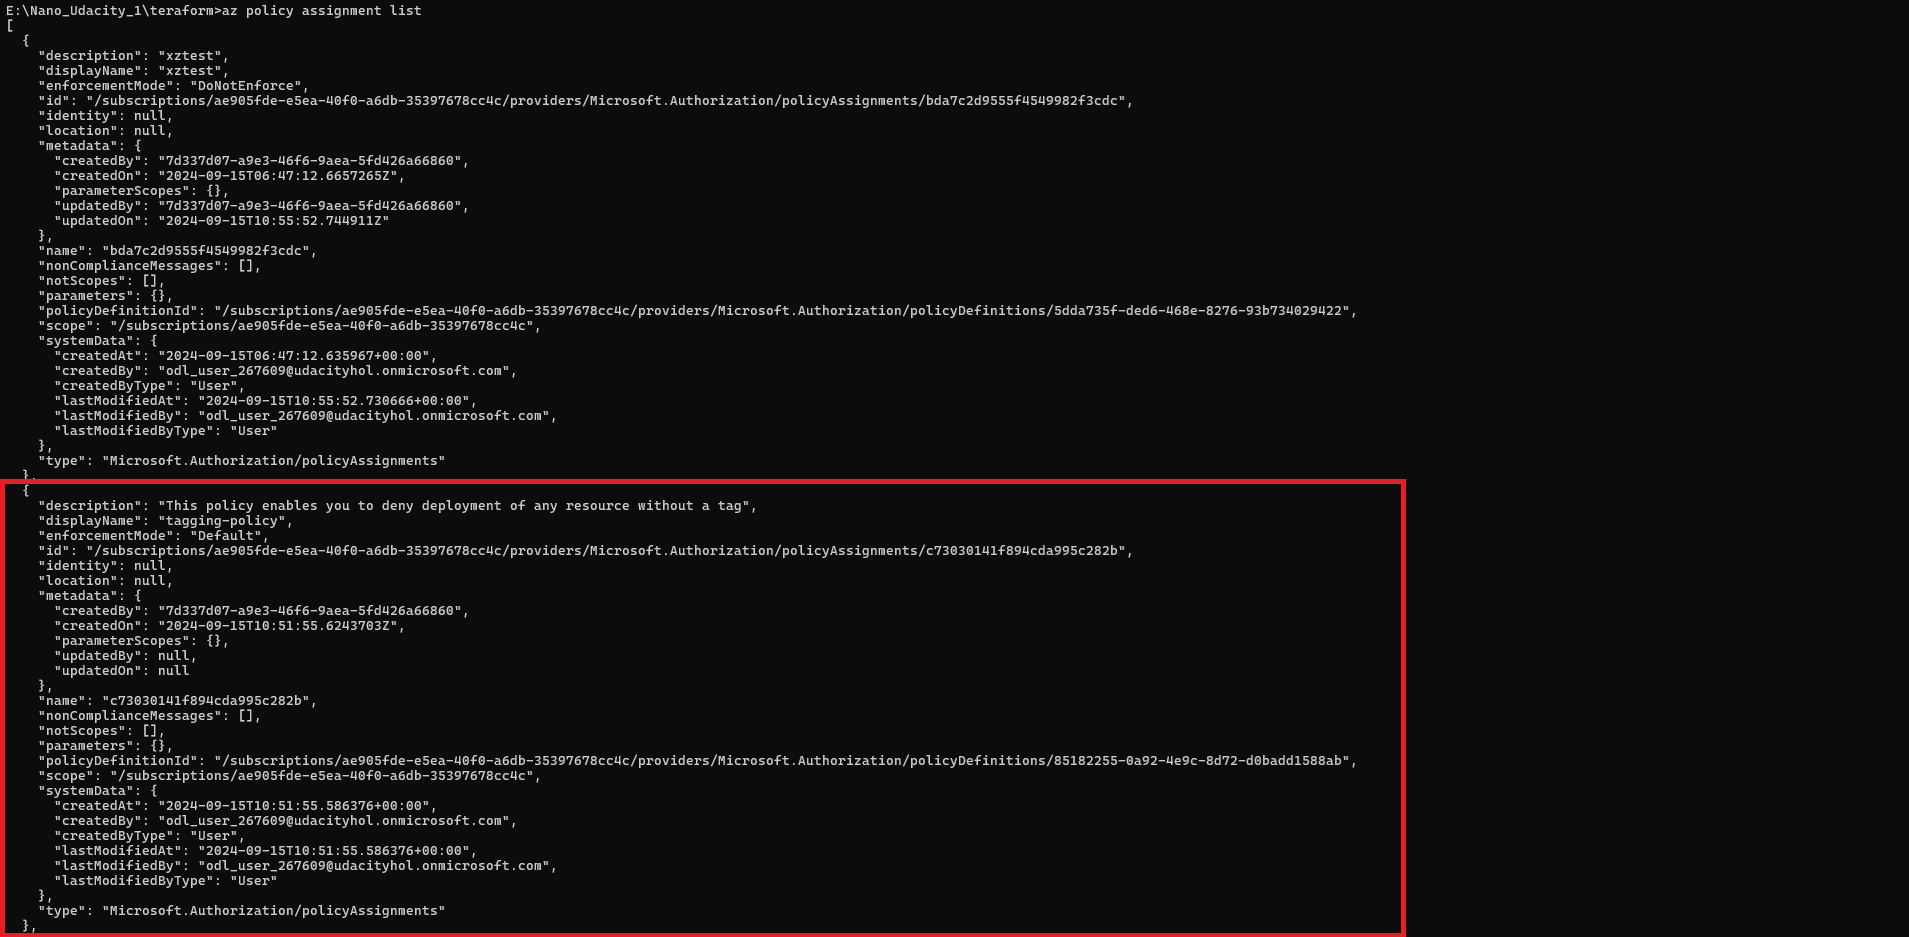 E:\Nano_Udacity_1\teraform>az policy assignment list
[
  {
    "description": "xztest",
    "displayName": "xztest",
    "enforcementMode": "DoNotEnforce",
    "id": "/subscriptions/ae905fde-e5ea-40f0-a6db-35397678cc4c/providers/Microsoft.Authorization/policyAssignments/bda7c2d9555f4549982f3cdc",
    "identity": null,
    "location": null,
    "metadata": {
      "createdBy": "7d337d07-a9e3-46f6-9aea-5fd426a66860",
      "createdOn": "2024-09-15T06:47:12.6657265Z",
      "parameterScopes": {},
      "updatedBy": "7d337d07-a9e3-46f6-9aea-5fd426a66860",
      "updatedOn": "2024-09-15T10:55:52.744911Z"
    },
    "name": "bda7c2d9555f4549982f3cdc",
    "nonComplianceMessages": [],
    "notScopes": [],
    "parameters": {},
    "policyDefinitionId": "/subscriptions/ae905fde-e5ea-40f0-a6db-35397678cc4c/providers/Microsoft.Authorization/policyDefinitions/5dda735f-ded6-468e-8276-93b734029422",
    "scope": "/subscriptions/ae905fde-e5ea-40f0-a6db-35397678cc4c",
    "systemData": {
      "createdAt": "2024-09-15T06:47:12.635967+00:00",
      "createdBy": "odl_user_267609@udacityhol.onmicrosoft.com",
      "createdByType": "User",
      "lastModifiedAt": "2024-09-15T10:55:52.730666+00:00",
      "lastModifiedBy": "odl_user_267609@udacityhol.onmicrosoft.com",
      "lastModifiedByType": "User"
    },
    "type": "Microsoft.Authorization/policyAssignments"
  },
  {
    "description": "This policy enables you to deny deployment of any resource without a tag",
    "displayName": "tagging-policy",
    "enforcementMode": "Default",
    "id": "/subscriptions/ae905fde-e5ea-40f0-a6db-35397678cc4c/providers/Microsoft.Authorization/policyAssignments/c73030141f894cda995c282b",
    "identity": null,
    "location": null,
    "metadata": {
      "createdBy": "7d337d07-a9e3-46f6-9aea-5fd426a66860",
      "createdOn": "2024-09-15T10:51:55.6243703Z",
      "parameterScopes": {},
      "updatedBy": null,
      "updatedOn": null
    },
    "name": "c73030141f894cda995c282b",
    "nonComplianceMessages": [],
    "notScopes": [],
    "parameters": {},
    "policyDefinitionId": "/subscriptions/ae905fde-e5ea-40f0-a6db-35397678cc4c/providers/Microsoft.Authorization/policyDefinitions/85182255-0a92-4e9c-8d72-d0badd1588ab",
    "scope": "/subscriptions/ae905fde-e5ea-40f0-a6db-35397678cc4c",
    "systemData": {
      "createdAt": "2024-09-15T10:51:55.586376+00:00",
      "createdBy": "odl_user_267609@udacityhol.onmicrosoft.com",
      "createdByType": "User",
      "lastModifiedAt": "2024-09-15T10:51:55.586376+00:00",
      "lastModifiedBy": "odl_user_267609@udacityhol.onmicrosoft.com",
      "lastModifiedByType": "User"
    },
    "type": "Microsoft.Authorization/policyAssignments"
  },